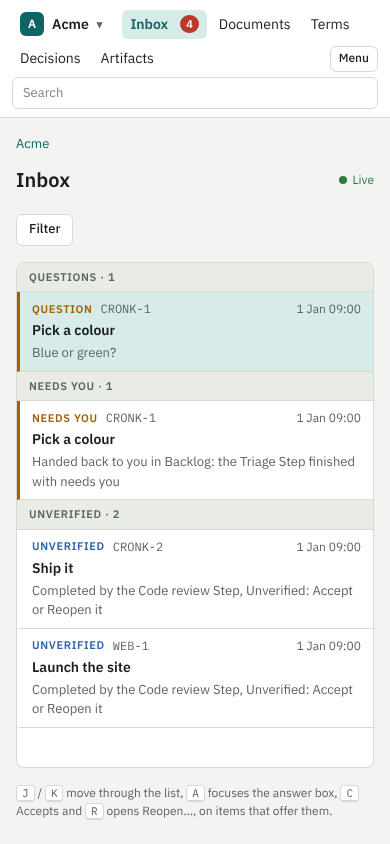 A Acme ▾ Inbox 4 Documents Terms
Decisions Artifacts Menu
Search
Acme
Inbox
Live
Filter
QUESTIONS · 1
QUESTION CRONK-1 1 Jan 09:00
Pick a colour
Blue or green?
NEEDS YOU · 1
NEEDS YOU CRONK-1 1 Jan 09:00
Pick a colour
Handed back to you in Backlog: the Triage Step finished
with needs you
UNVERIFIED · 2
UNVERIFIED CRONK-2 1 Jan 09:00
Ship it
Completed by the Code review Step, Unverified: Accept
or Reopen it
UNVERIFIED WEB-1 1 Jan 09:00
Launch the site
Completed by the Code review Step, Unverified: Accept
or Reopen it
J / K move through the list, A focuses the answer box, C
Accepts and R opens Reopen…, on items that offer them.